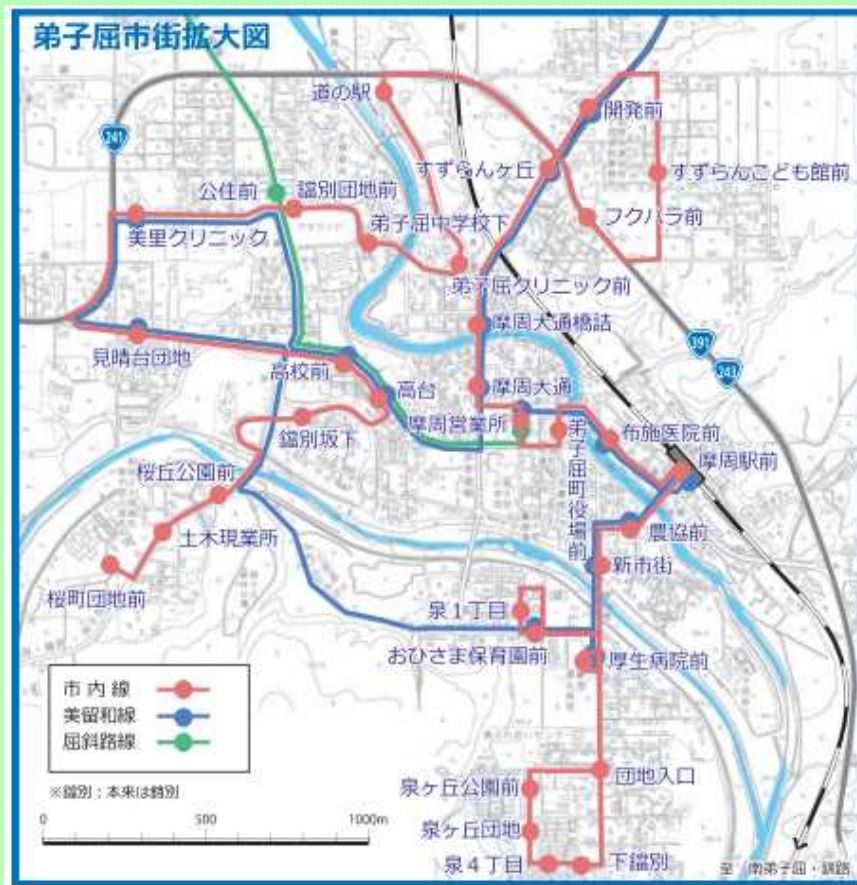 弟子屈市街拡大図
道の駅
開発前
241
すずらんヶ丘
すずらんこども館前
公住前
鐺別団地前
弟子屈中学校下
フクハラ前
美里クリニック
弟子屈クリニック前
摩周大通橋詰
391
見晴台団地
高校前
243
高台
摩周大通
摩周営業所
布施医院前
鐺別坂下
弟子屈町役場前
摩周駅前
桜丘公園前
土木現業所
農協前
新市街
桜町団地前
泉1丁目
おひさま保育園前
厚生病院前
市内線
美留和線
屈斜路線
団地入口
泉ヶ丘公園前
泉ヶ丘団地
泉4丁目
下鐺別
0 500 1000m
至 南弟子屈・釧路